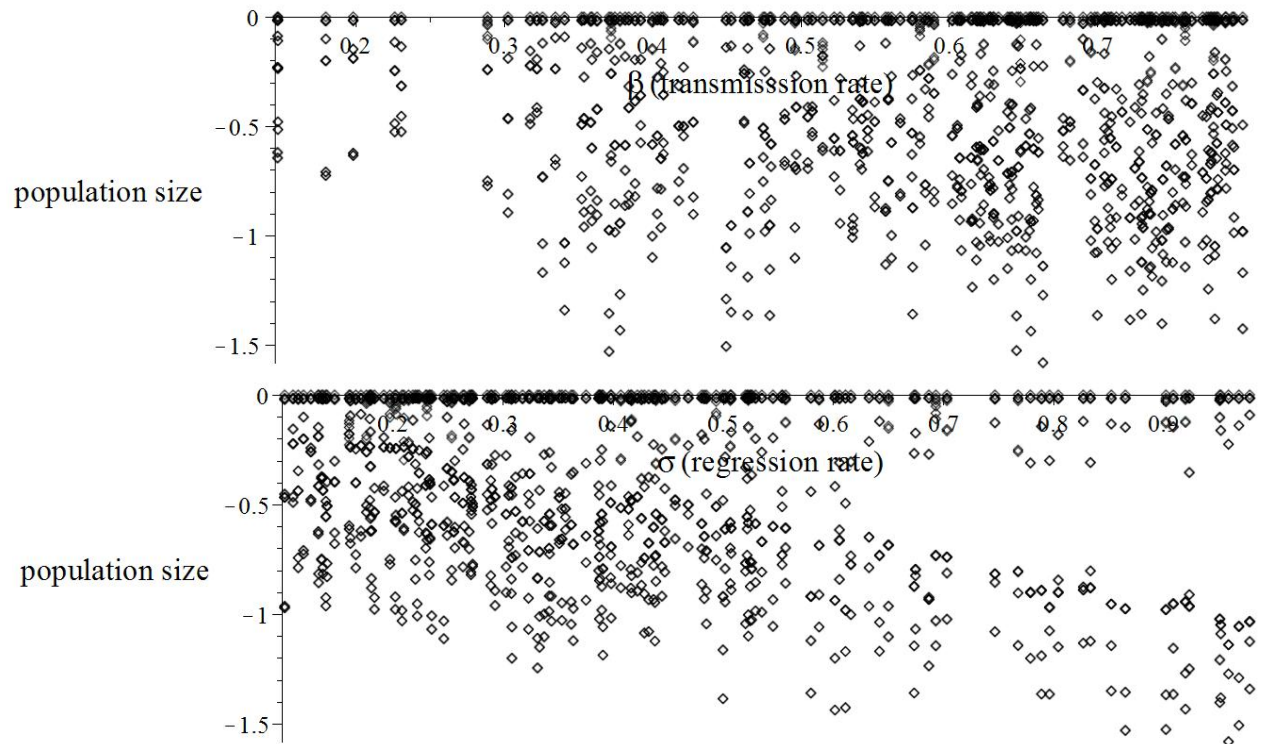 0
0.2 0.3 0.4 0.5 0.6 0.7
β (transmisssion rate)
−0.5
population size
−1
−1.5
0
0.2 0.3 0.4 0.5 0.6 0.7 0.8 0.9
σ (regression rate)
−0.5
population size
−1
−1.5